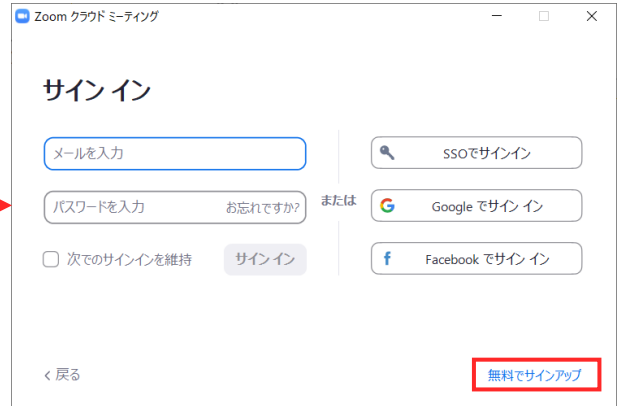 Zoom クラウド ミーティング
サイン イン
メールを入力
パスワードを入力 お忘れですか?
次でのサインインを維持 サイン イン
または
SSOでサインイン
Google でサイン イン
Facebook でサイン イン
戻る
無料でサインアップ